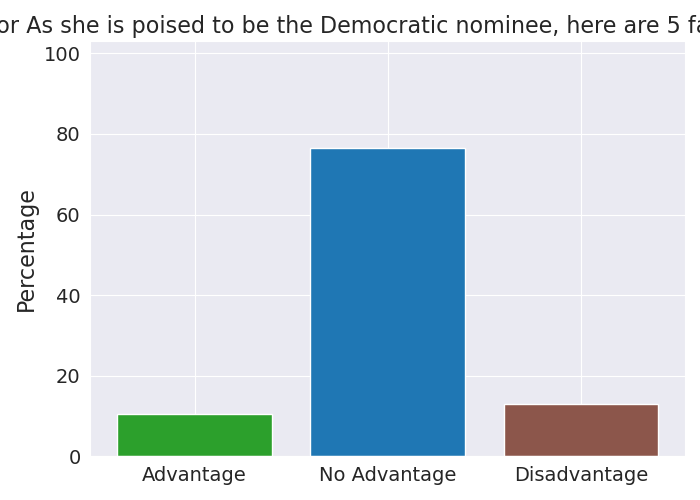 or As she is poised to be the Democratic nominee, here are 5 fa
100
80
60
40
20
0
Percentage
Advantage No Advantage Disadvantage